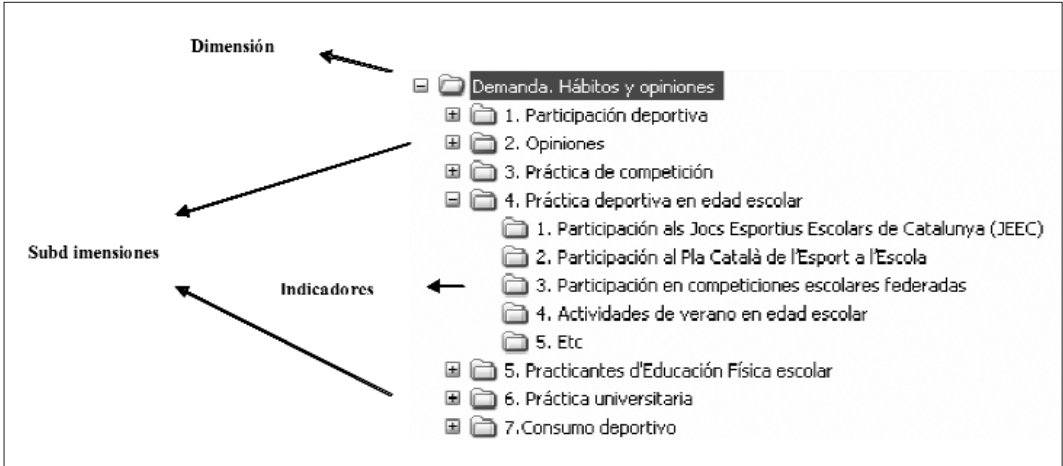 Dimensión
Demanda. Hábitos y opiniones
1. Participación deportiva
2. Opiniones
3. Práctica de competición
4. Práctica deportiva en edad escolar
1. Participación als Jocs Esportius Escolars de Catalunya (JEEC)
2. Participación al Pla Català de l'Esport a l'Escola
Subd imensiones
Indicadores
3. Participación en competiciones escolares federadas
4. Actividades de verano en edad escolar
5. Etc
5. Practicantes d'Educación Física escolar
6. Práctica universitaria
7.Consumo deportivo